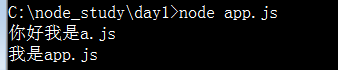 C:\node_study\day1>node app.js
你好我是a.js
我是app.js